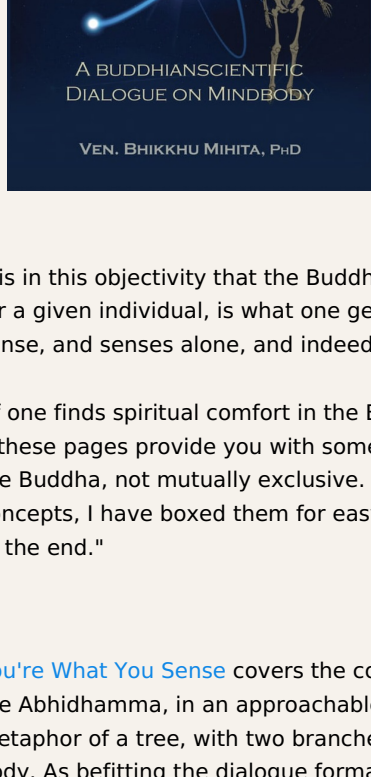 A BUDDHIANSCIENTIFIC
DIALOGUE ON MINDBODY
VEN. BHIKKHU MIHITA, PHD
is in this objectivity that the Buddh
r a given individual, is what one ge
nse, and senses alone, and indeed
f one finds spiritual comfort in the B
these pages provide you with some
e Buddha, not mutually exclusive.
ncepts, I have boxed them for eas
the end."
ou're What You Sense covers the co
e Abhidhamma, in an approachable
etaphor of a tree, with two branche
ody. As befitting the dialogue forma